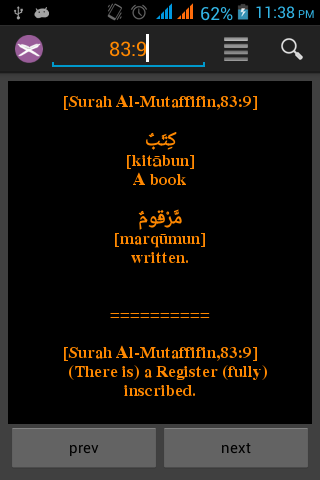 62% 11:38 PM
83:9
[Surah Al-Mutaffifin,83:9]
كِتَٰبٌ
[kitābun]
A book
مَّرْقُومٌ
[marqūmun]
written.
==========
[Surah Al-Mutaffifin,83:9]
(There is) a Register (fully)
inscribed.
prev next